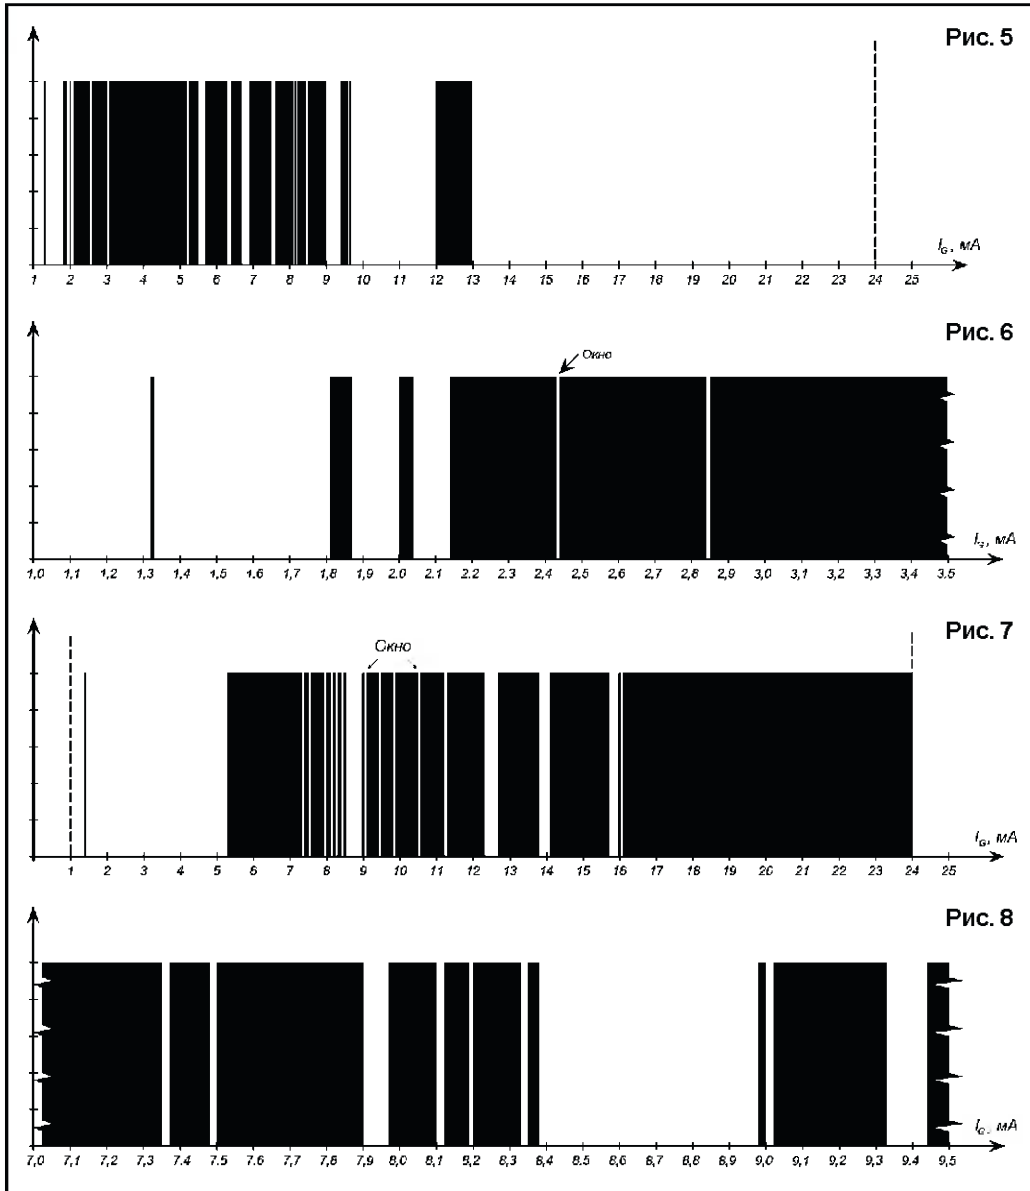 Рис. 5
I_G, мА
1 2 3 4 5 6 7 8 9 10 11 12 13 14 15 16 17 18 19 20 21 22 23 24 25
Рис. 6
Окно
I_G, мА
1,0 1,1 1,2 1,3 1,4 1,5 1,6 1,7 1,8 1,9 2.0 2.1 2,2 2,3 2,4 2,5 2,6 2,7 2,8 2,9 3,0 3,1 3,2 3,3 3,4 3,5
Рис. 7
Окно
I_G, мА
1 2 3 4 5 6 7 8 9 10 11 12 13 14 15 16 17 18 19 20 21 22 23 24 25
Рис. 8
I_G, мА
7,0 7,1 7,2 7,3 7.4 7.5 7,6 7,7 7,8 7,9 8,0 8,1 8,2 8,3 8,4 8,5 8,6 8,7 8,8 8,9 9,0 9,1 9,2 9,3 9.4 9,5